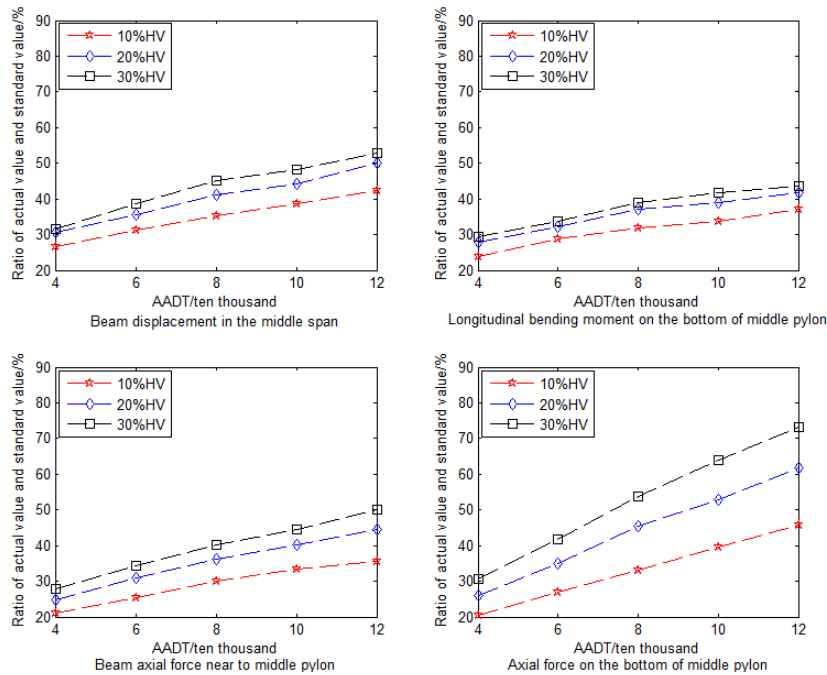 90
80
70
60
50
40
30
20
Ratio of actual value and standard value/%
10%HV
20%HV
30%HV
4 6 8 10 12
AADT/ten thousand
Beam displacement in the middle span
90
80
70
60
50
40
30
20
Ratio of actual value and standard value/%
10%HV
20%HV
30%HV
4 6 8 10 12
AADT/ten thousand
Longitudinal bending moment on the bottom of middle pylon
90
80
70
60
50
40
30
20
Ratio of actual value and standard value/%
10%HV
20%HV
30%HV
4 6 8 10 12
AADT/ten thousand
Beam axial force near to middle pylon
90
80
70
60
50
40
30
20
Ratio of actual value and standard value/%
10%HV
20%HV
30%HV
4 6 8 10 12
AADT/ten thousand
Axial force on the bottom of middle pylon